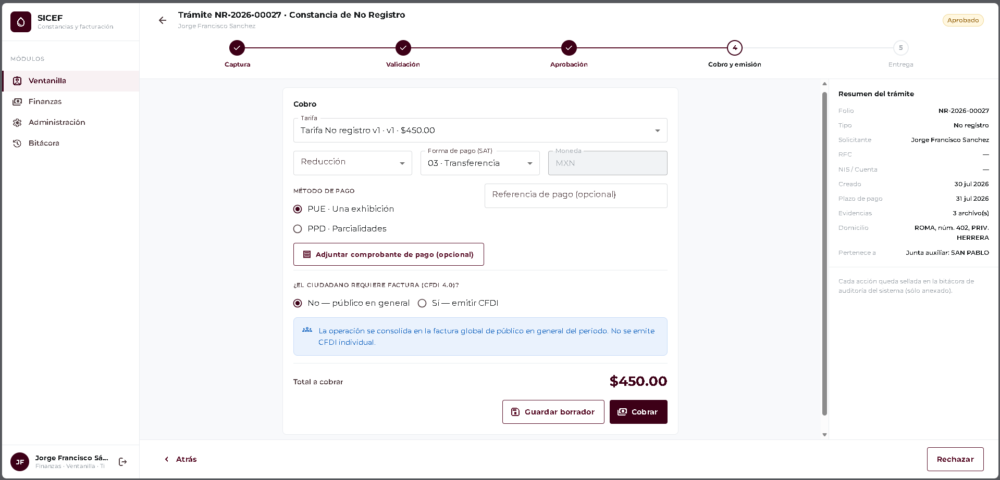 SICEF
Constancias y facturación
MÓDULOS
Ventanilla
Finanzas
Administración
Bitácora
Jorge Francisco Sá...
Finanzas · Ventanilla · Ti
JF
Trámite NR-2026-00027 · Constancia de No Registro
Jorge Francisco Sanchez
Aprobado
4
5
Captura
Validación
Aprobación
Cobro y emisión
Entrega
Cobro
Tarifa
Tarifa No registro v1 · v1 · $450.00
Reducción
Forma de pago (SAT)
03 · Transferencia
Moneda
MXN
MÉTODO DE PAGO
Referencia de pago (opcional)
PUE · Una exhibición
PPD · Parcialidades
Adjuntar comprobante de pago (opcional)
¿EL CIUDADANO REQUIERE FACTURA (CFDI 4.0)?
No — público en general
Sí — emitir CFDI
La operación se consolida en la factura global de público en general del periodo. No se emite
CFDI individual.
Total a cobrar
$450.00
Guardar borrador
Cobrar
Atrás
Rechazar
Resumen del trámite
Folio NR-2026-00027
Tipo No registro
Solicitante Jorge Francisco Sanchez
RFC —
NIS / Cuenta —
Creado 30 jul 2026
Plazo de pago 31 jul 2026
Evidencias 3 archivo(s)
Domicilio ROMA, núm. 402, PRIV.
HERRERA
Pertenece a Junta auxiliar: SAN PABLO
Cada acción queda sellada en la bitácora de
auditoría del sistema (sólo anexado).